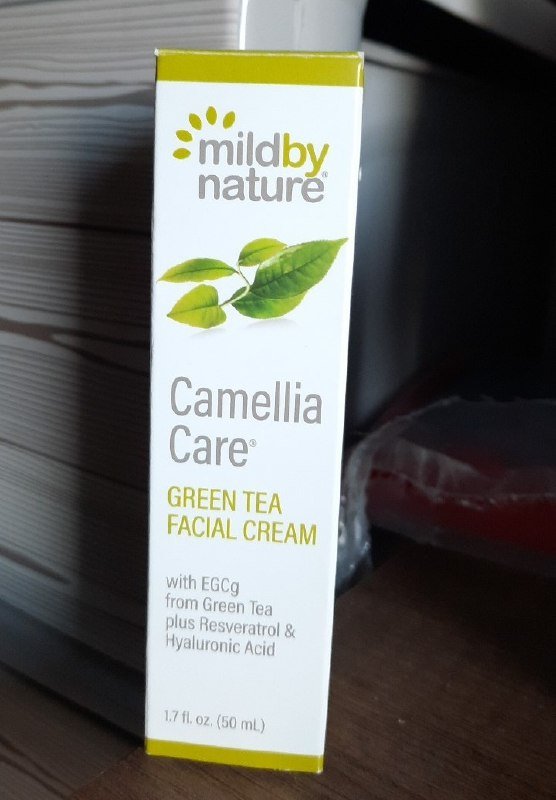 mildby
nature®
Camellia
Care®
GREEN TEA
FACIAL CREAM
with EGCg
from Green Tea
plus Resveratrol &
Hyaluronic Acid
1.7 fl. oz. (50 mL)